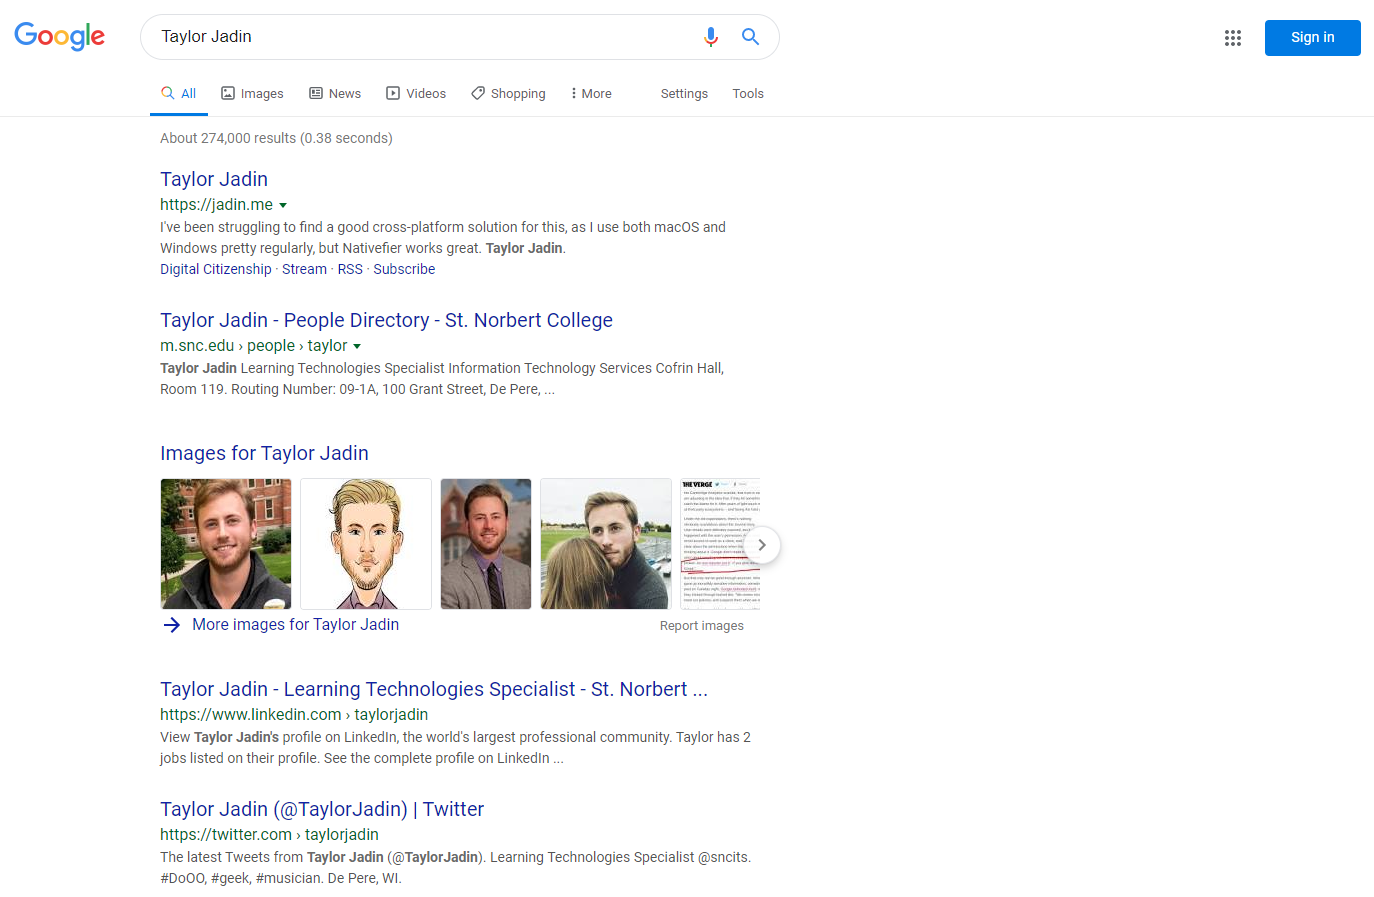 Google
Taylor Jadin
Sign in
All
Images
News
Videos
Shopping
More
Settings
Tools
About 274,000 results (0.38 seconds)
Taylor Jadin
https://jadin.me
I've been struggling to find a good cross-platform solution for this, as I use both macOS and
Windows pretty regularly, but Nativefier works great. Taylor Jadin.
Digital Citizenship · Stream · RSS · Subscribe
Taylor Jadin - People Directory - St. Norbert College
m.snc.edu › people › taylor
Taylor Jadin Learning Technologies Specialist Information Technology Services Cofrin Hall,
Room 119. Routing Number: 09-1A, 100 Grant Street, De Pere, ...
Images for Taylor Jadin
THE VERGE
More images for Taylor Jadin
Report images
Taylor Jadin - Learning Technologies Specialist - St. Norbert ...
https://www.linkedin.com › taylorjadin
View Taylor Jadin's profile on LinkedIn, the world's largest professional community. Taylor has 2
jobs listed on their profile. See the complete profile on LinkedIn ...
Taylor Jadin (@TaylorJadin) | Twitter
https://twitter.com › taylorjadin
The latest Tweets from Taylor Jadin (@TaylorJadin). Learning Technologies Specialist @sncits.
#DoOO, #geek, #musician. De Pere, WI.